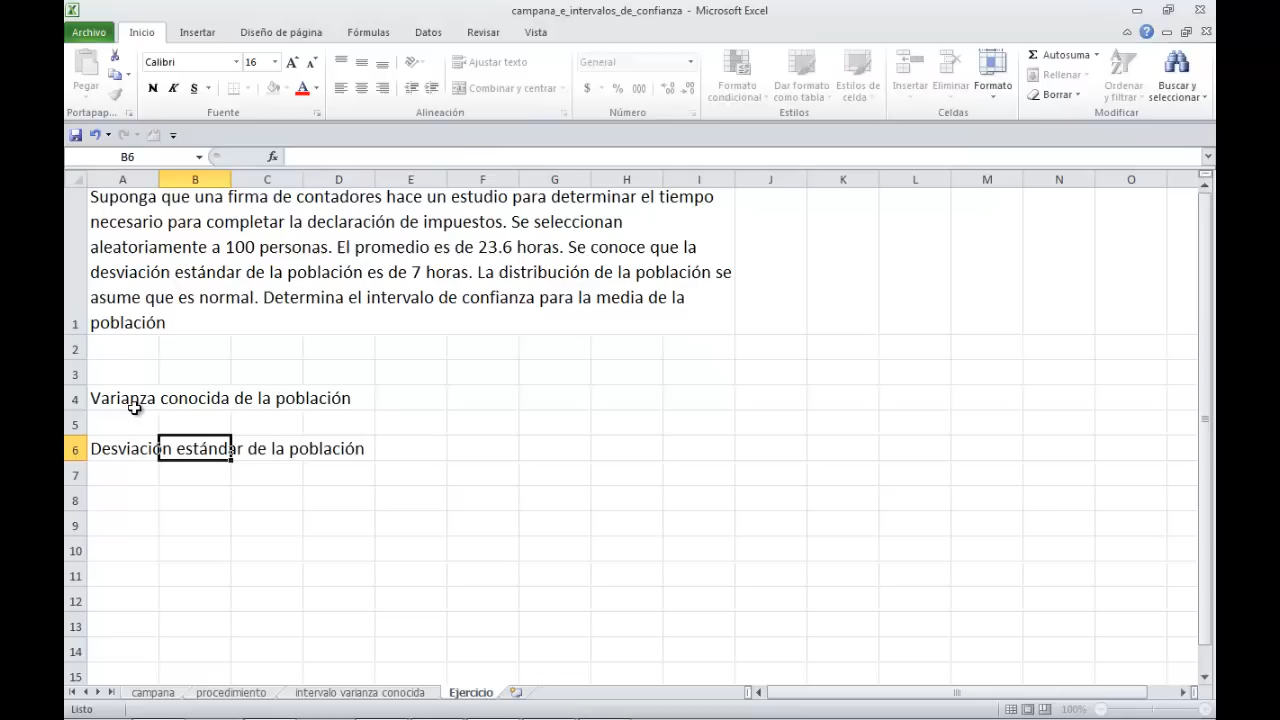 campana_e_intervalos_de_confianza - Microsoft Excel
Archivo Inicio Insertar Diseño de página Fórmulas Datos Revisar Vista
Calibri 16 Ajustar texto General Autosuma
Pegar Rellenar
N K S Combinar y centrar $ % 000 Formato condicional Dar formato como tabla Estilos de celda Insertar Eliminar Formato Borrar Ordenar y filtrar Buscar y seleccionar
Portapap... Fuente Alineación Número Estilos Celdas Modificar
B6 fx
A B C D E F G H I J K L M N O
Suponga que una firma de contadores hace un estudio para determinar el tiempo
necesario para completar la declaración de impuestos. Se seleccionan
aleatoriamente a 100 personas. El promedio es de 23.6 horas. Se conoce que la
desviación estándar de la población es de 7 horas. La distribución de la población se
asume que es normal. Determina el intervalo de confianza para la media de la
1 población
2
3
4 Varianza conocida de la población
5
6 Desviación estándar de la población
7
8
9
10
11
12
13
14
15
campana procedimiento intervalo varianza conocida Ejercicio
Listo 100%